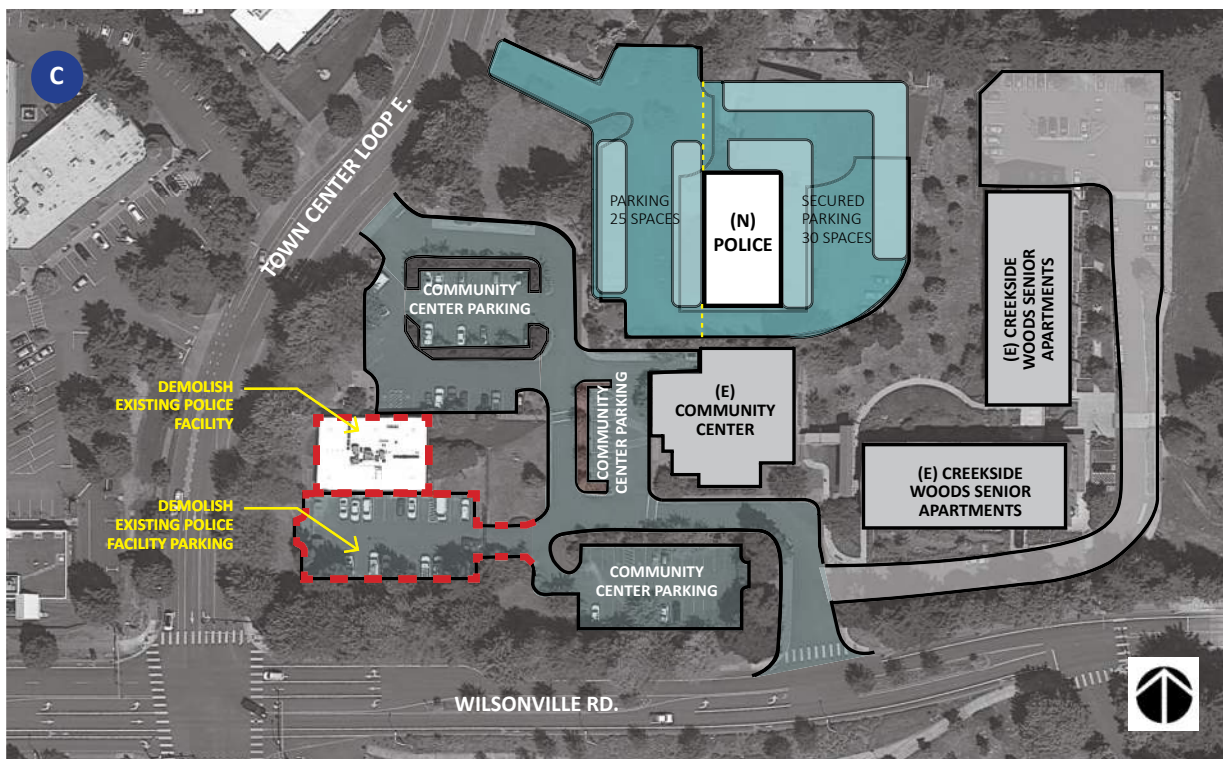 C
TOWN CENTER LOOP E.
PARKING
25 SPACES
(N)
POLICE
SECURED
PARKING
30 SPACES
(E) CREEKSIDE
WOODS SENIOR
APARTMENTS
COMMUNITY
CENTER PARKING
DEMOLISH
EXISTING POLICE
FACILITY
COMMUNITY
CENTER PARKING
(E)
COMMUNITY
CENTER
(E) CREEKSIDE
WOODS SENIOR
APARTMENTS
DEMOLISH
EXISTING POLICE
FACILITY PARKING
COMMUNITY
CENTER PARKING
WILSONVILLE RD.